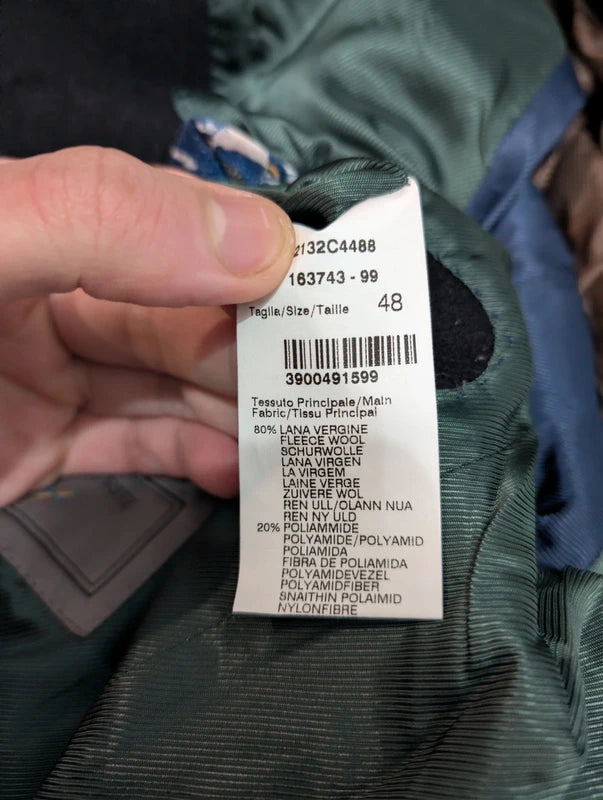 2132C4488
163743-99
Taglia/Size/Taille 48
3900491599
Tessuto Principale/Main
Fabric/Tissu Principal
80% LANA VERGINE
FLEECE WOOL
SCHURWOLLE
LANA VIRGEN
LA VIRGEM
LAINE VERGE
ZUIVERE WOL
REN ULL/OLANN NUA
REN NY ULD
20% POLIAMMIDE
POLYAMIDE/POLYAMID
POLIAMIDA
FIBRA DE POLIAMIDA
POLYAMIDEVEZEL
POLYAMIDFIBER
SNAITHIN POLAIMID
NYLONFIBRE